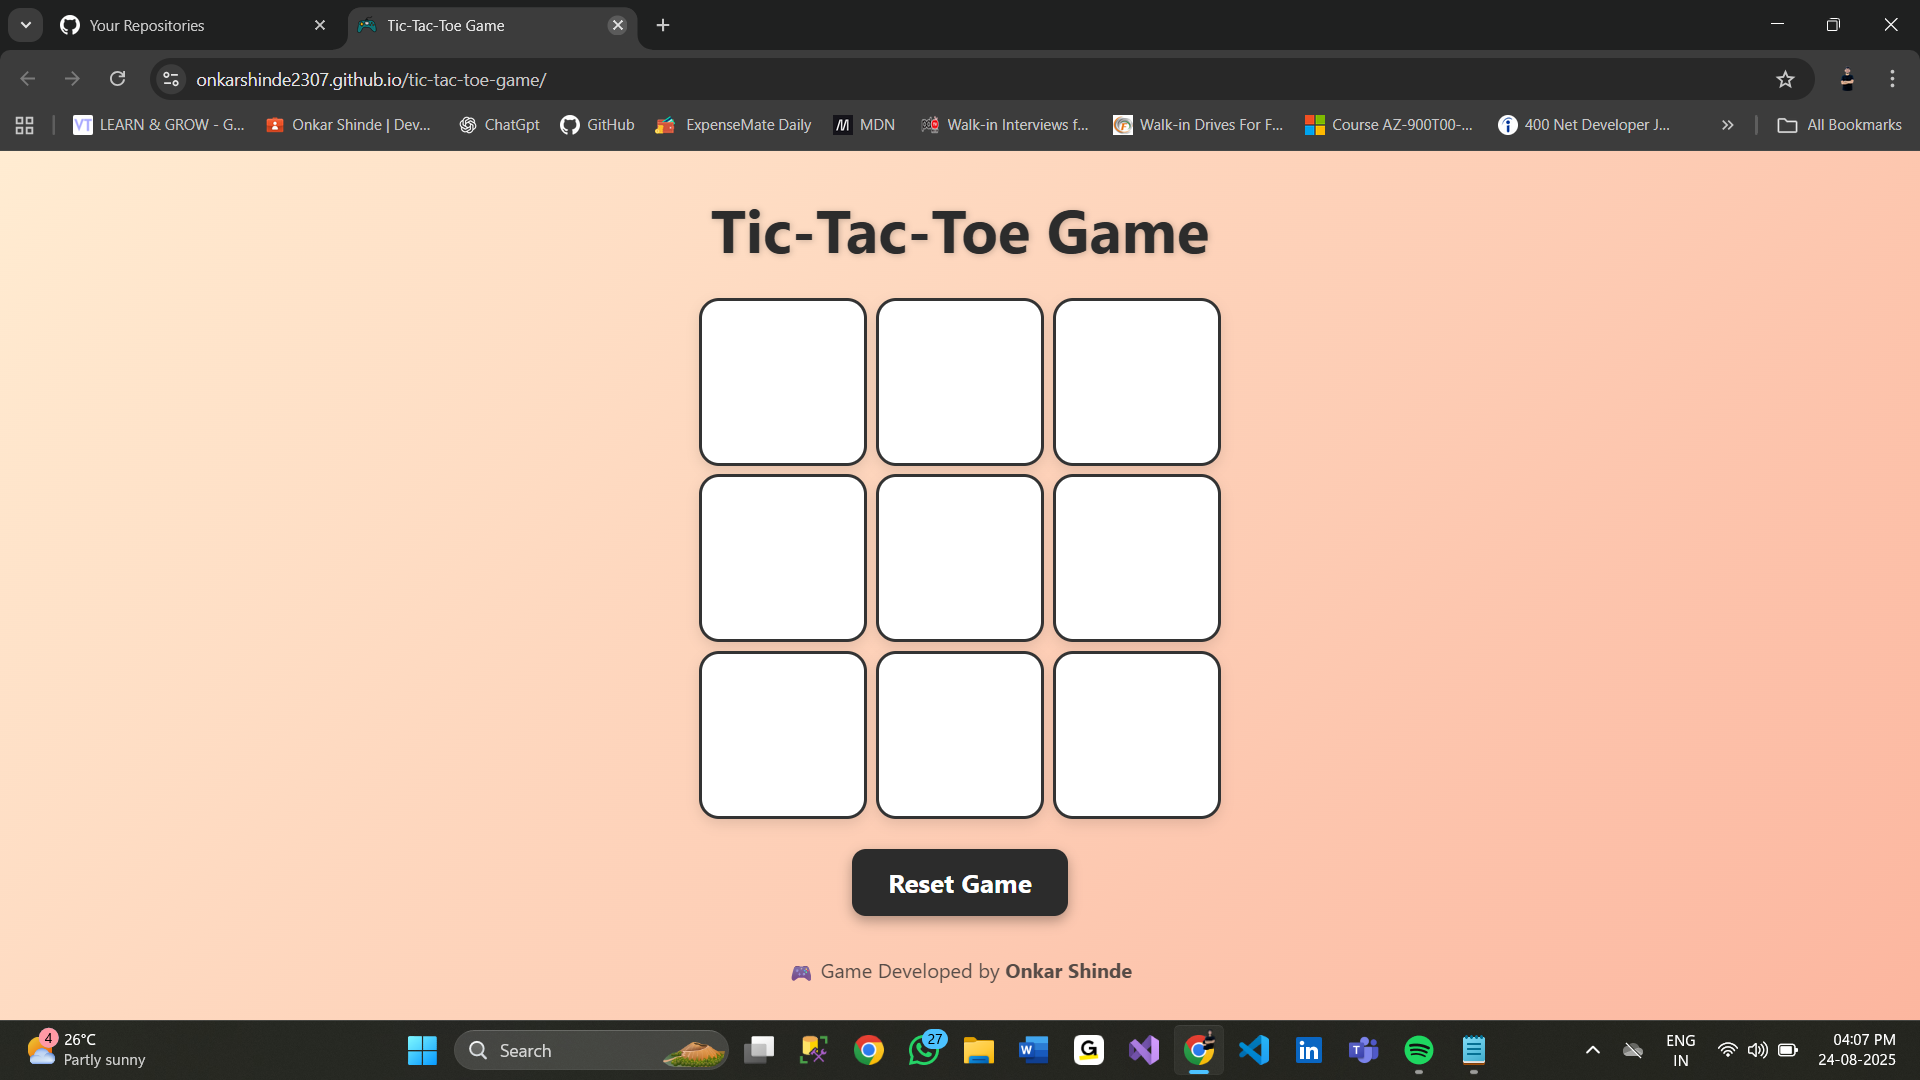 Your Repositories
Tic-Tac-Toe Game
onkarshinde2307.github.io/tic-tac-toe-game/
VT LEARN & GROW - G...
Onkar Shinde | Dev...
ChatGpt
GitHub
ExpenseMate Daily
MDN
Walk-in Interviews f...
Walk-in Drives For F...
Course AZ-900T00-...
400 Net Developer J...
All Bookmarks
Tic-Tac-Toe Game
Reset Game
🎮 Game Developed by Onkar Shinde
4
26°C
Partly sunny
Search
27
ENG
IN
04:07 PM
24-08-2025